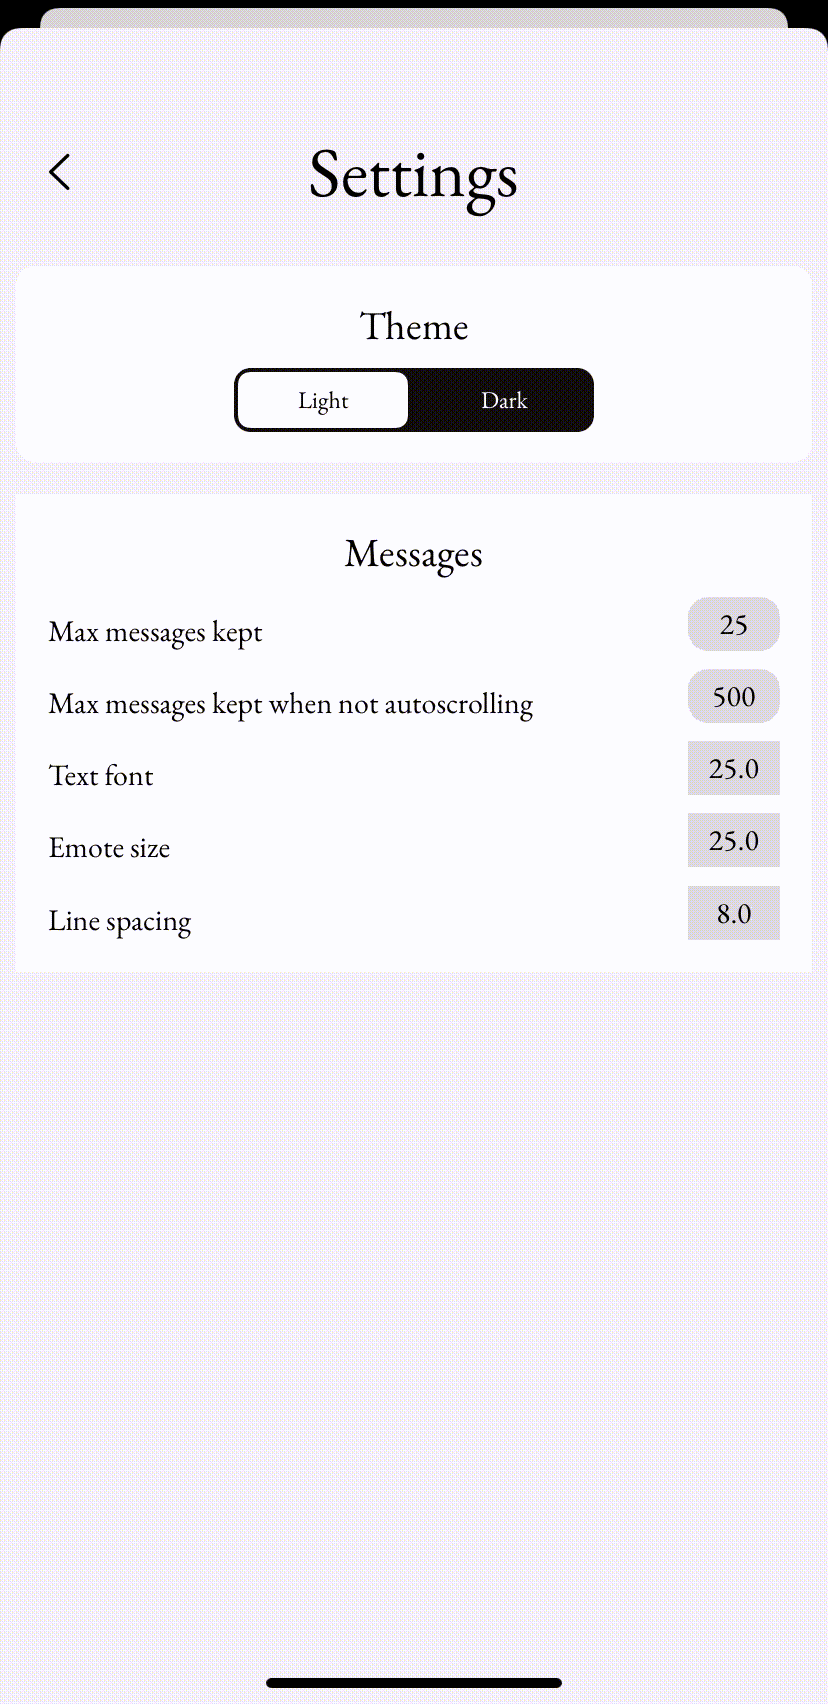 Settings
Theme
Light Dark
Messages
Max messages kept 25
Max messages kept when not autoscrolling 500
Text font 25.0
Emote size 25.0
Line spacing 8.0